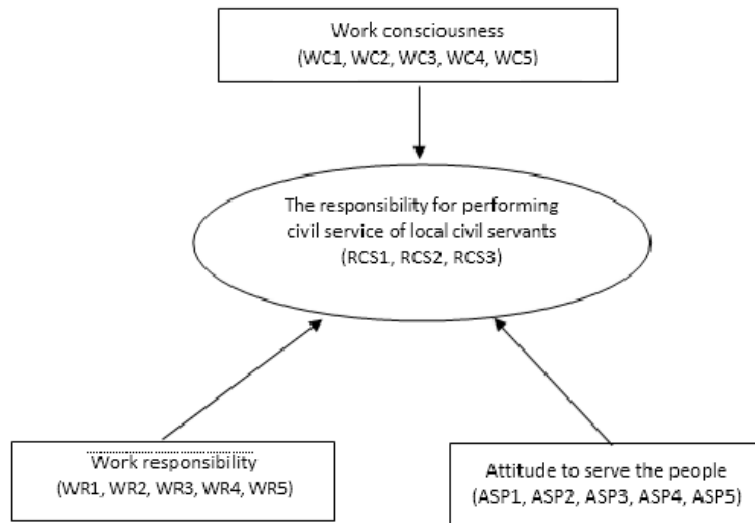 Work consciousness
(WC1, WC2, WC3, WC4, WC5)
The responsibility for performing
civil service of local civil servants
(RCS1, RCS2, RCS3)
Work responsibility
(WR1, WR2, WR3, WR4, WR5)
Attitude to serve the people
(ASP1, ASP2, ASP3, ASP4, ASP5)